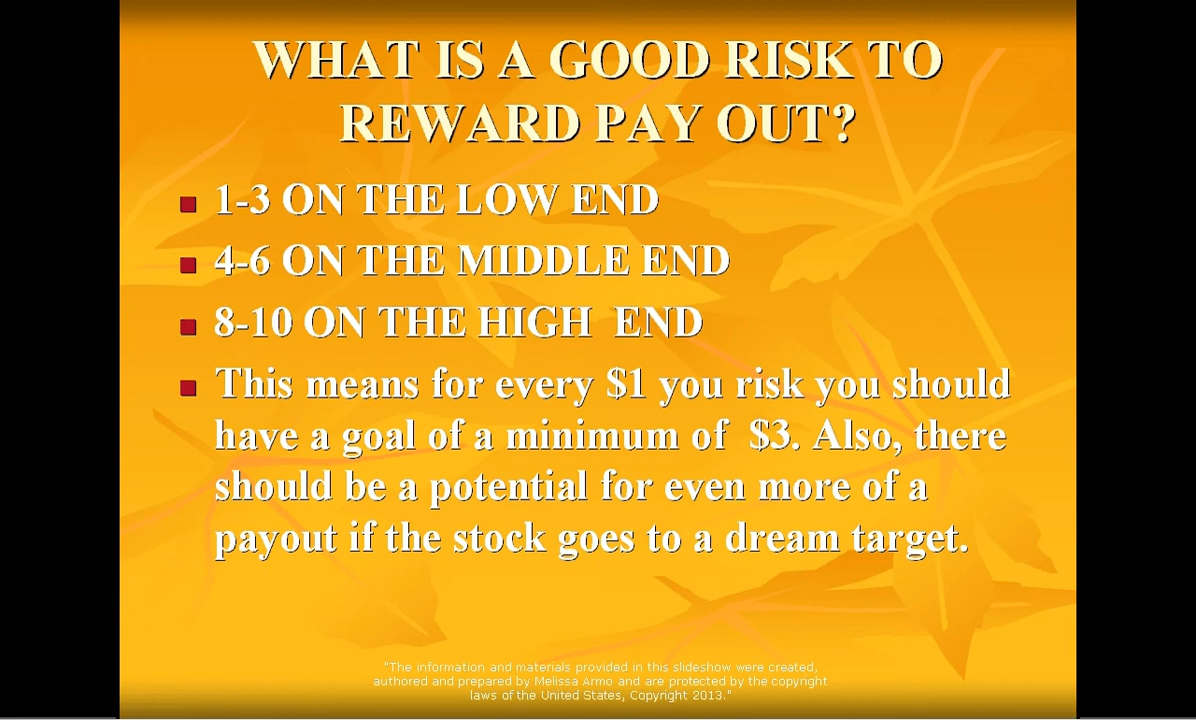 WHAT IS A GOOD RISK TO
REWARD PAY OUT?
1-3 ON THE LOW END
4-6 ON THE MIDDLE END
8-10 ON THE HIGH  END
This means for every $1 you risk you should
have a goal of a minimum of  $3. Also, there
should be a potential for even more of a
payout if the stock goes to a dream target.
"The information and materials provided in this slideshow were created,
authored and prepared by Melissa Armo and are protected by the copyright
laws of the United States, Copyright 2013."